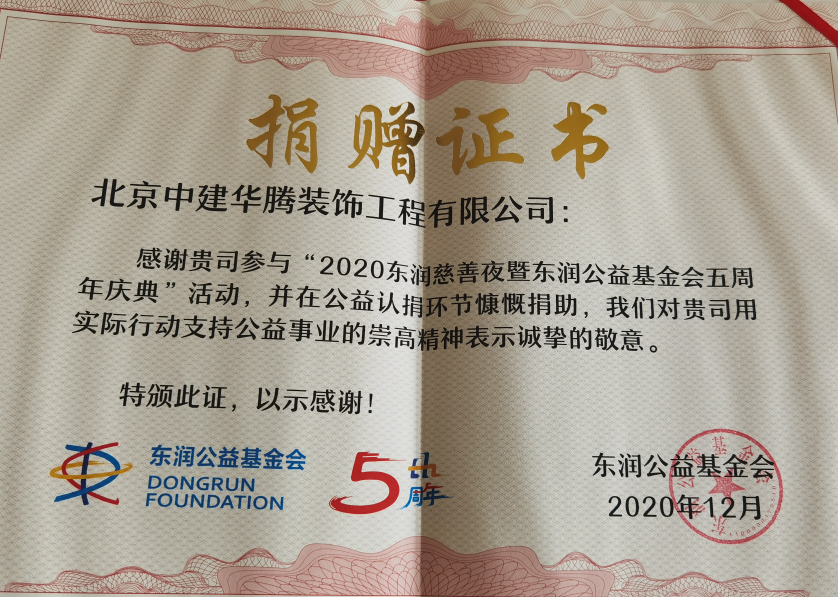 捐赠证书
北京中建华腾装饰工程有限公司：
感谢贵司参与“2020东润慈善夜暨东润公益基金会五周
年庆典”活动，并在公益认捐环节慷慨捐助，我们对贵司用
实际行动支持公益事业的崇高精神表示诚挚的敬意。
特颁此证，以示感谢！
东润公益基金会
DONGRUN
FOUNDATION
5th
周年
东润公益基金会
2020年12月